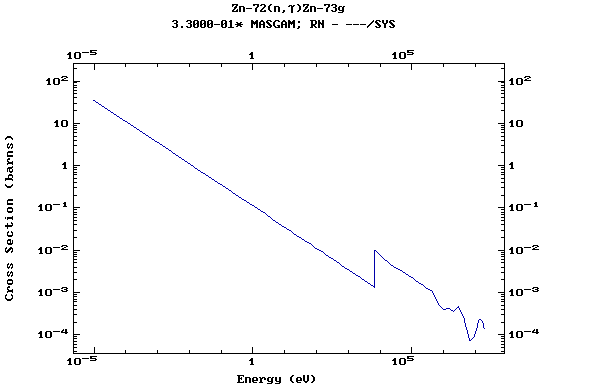 Zn-72(n,γ)Zn-73g
3.3000-01* MASGAM; RN - ---/SYS
10⁻⁵ 1 10⁵
10² 10²
10 10
1 1
10⁻¹ 10⁻¹
10⁻² 10⁻²
10⁻³ 10⁻³
10⁻⁴ 10⁻⁴
Cross Section (barns)
10⁻⁵ 1 10⁵
Energy (eV)